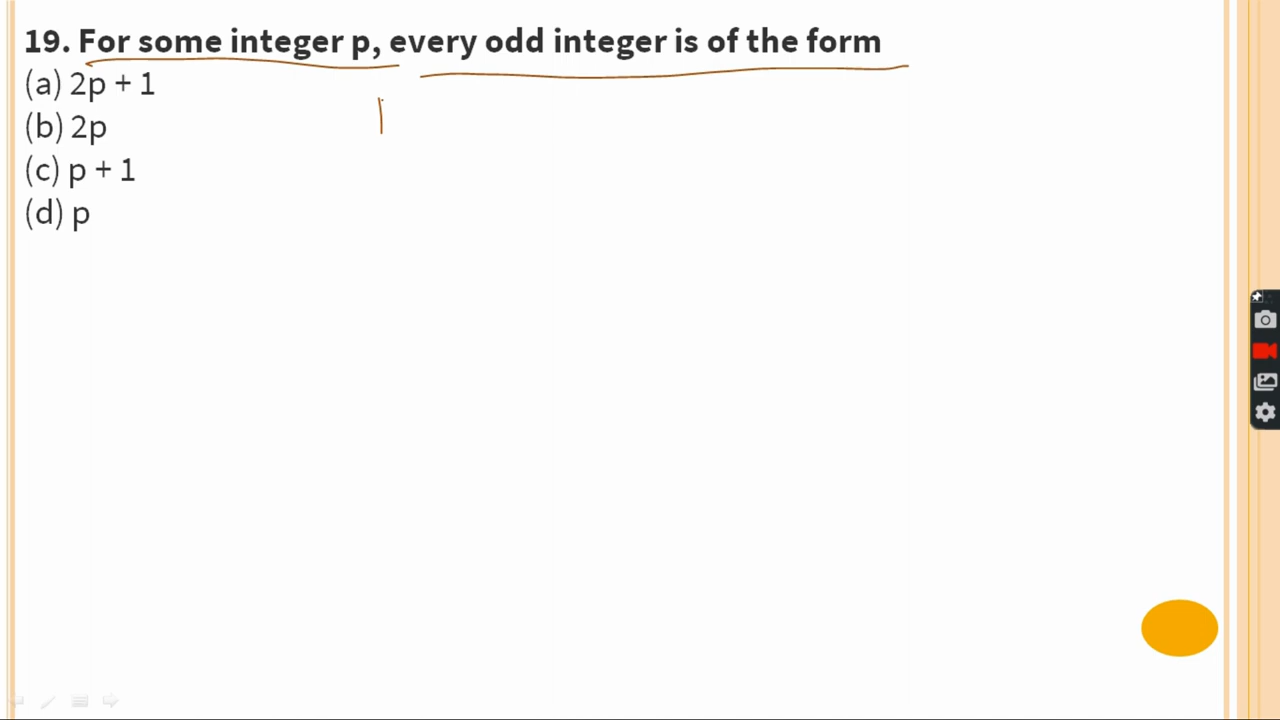 19. For some integer p, every odd integer is of the form
(a) 2p + 1
(b) 2p
(c) p + 1
(d) p